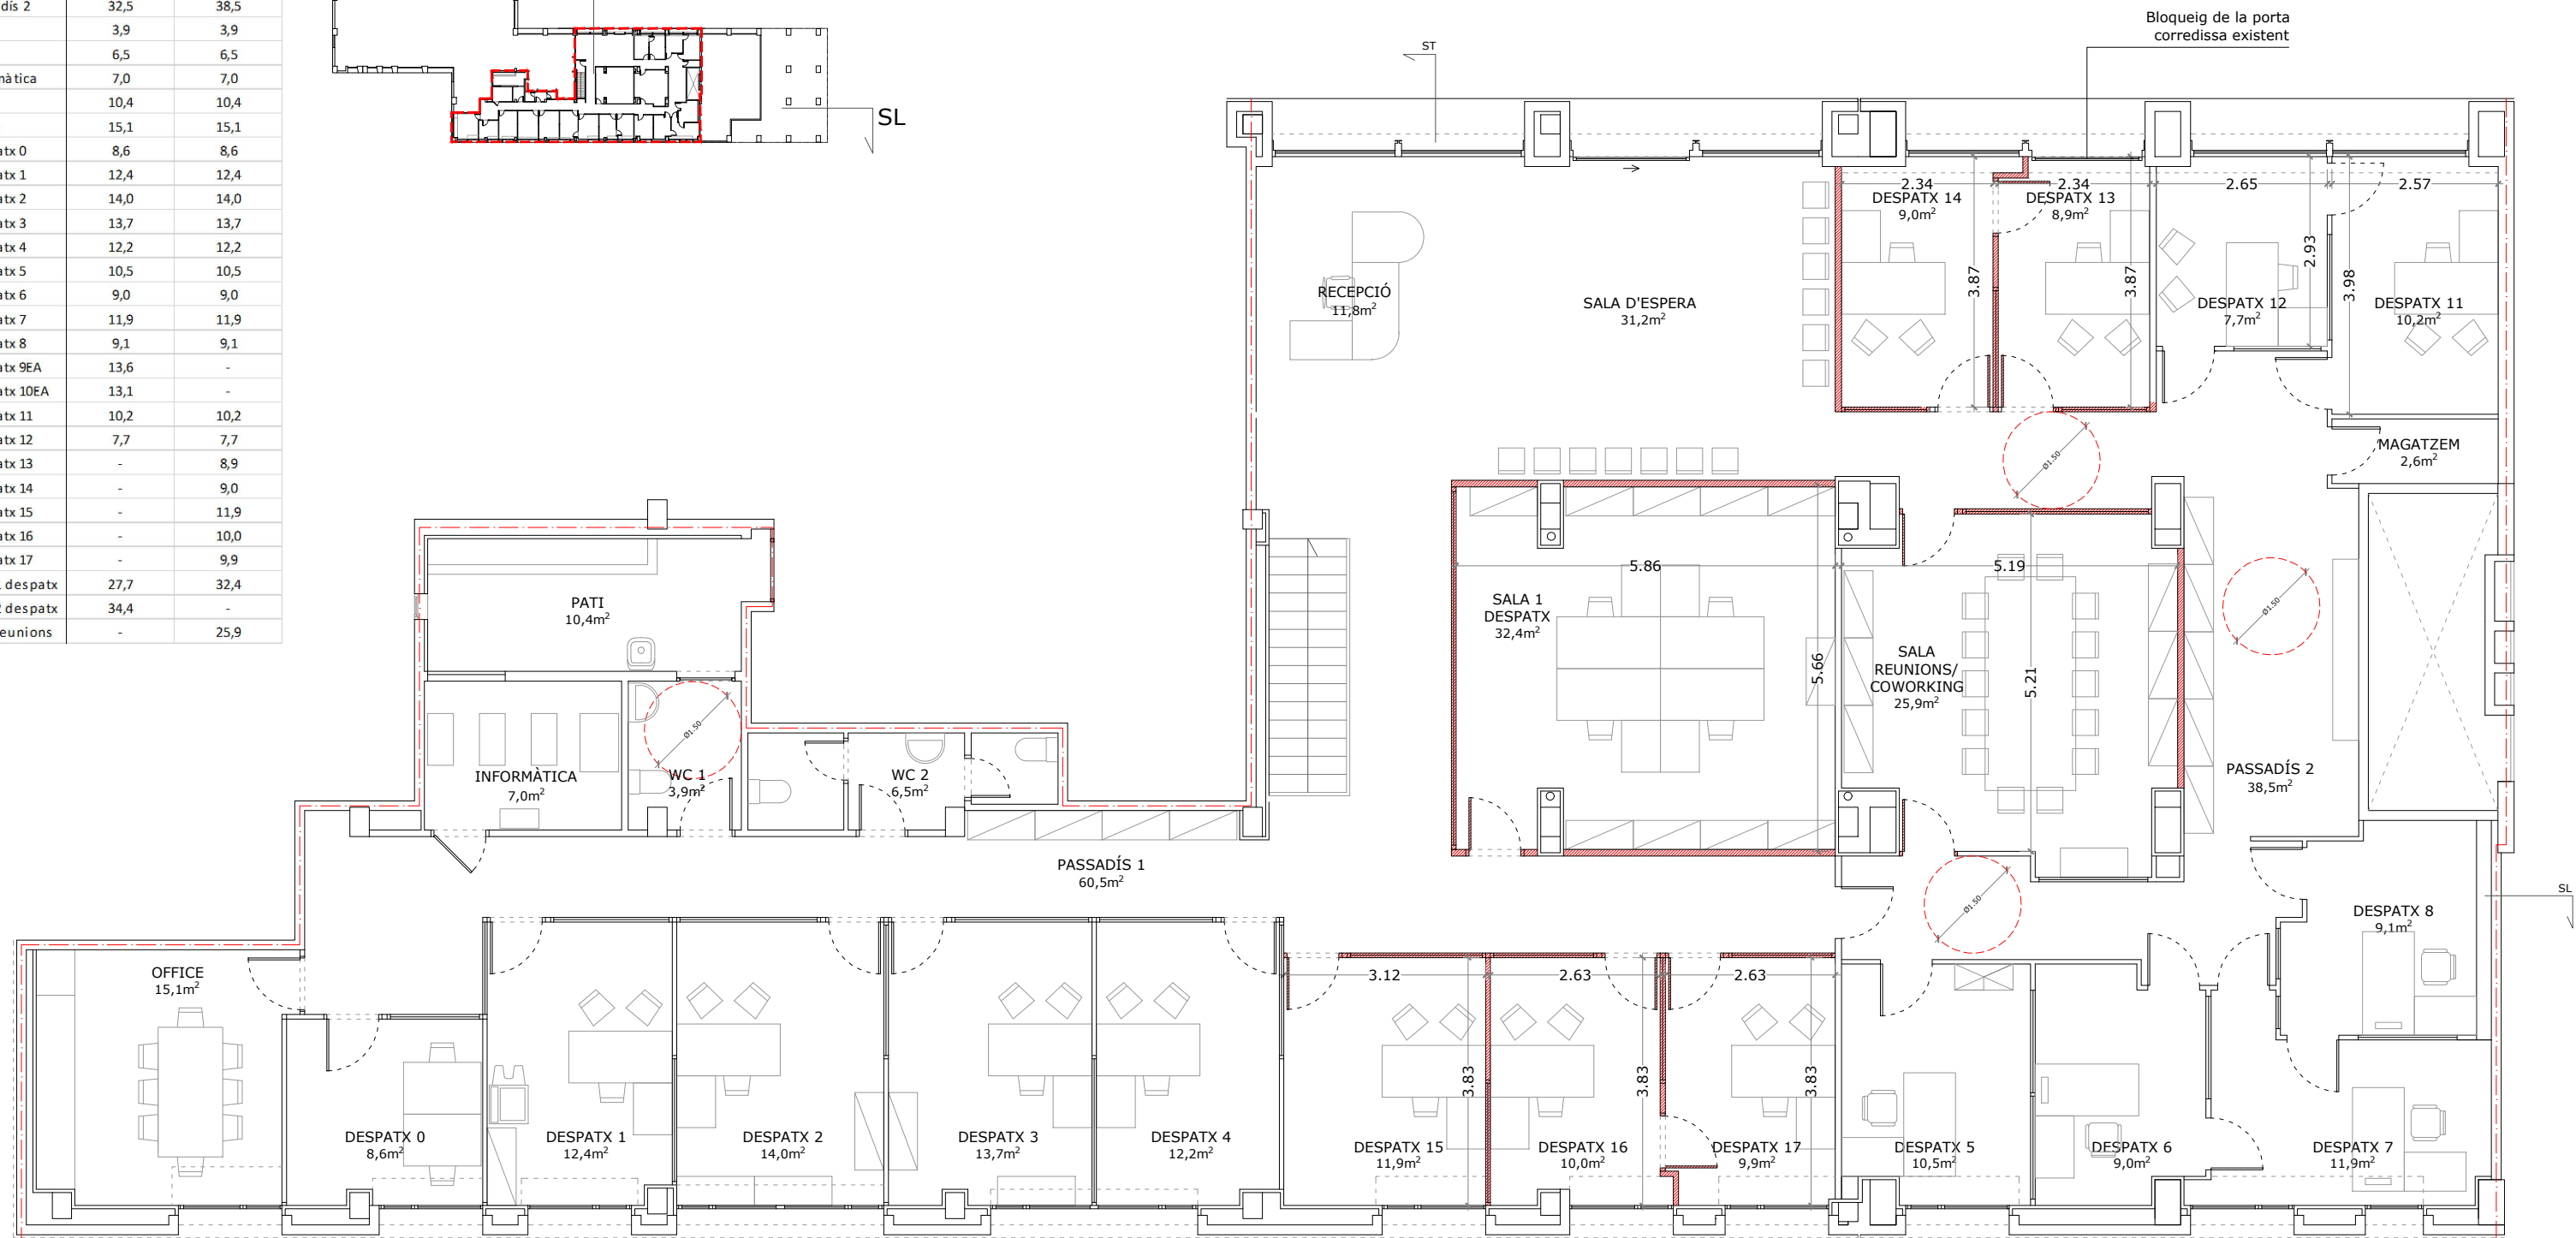 dís 2 32,5 38,5
3,9 3,9
6,5 6,5
màtica 7,0 7,0
10,4 10,4
15,1 15,1
atx 0 8,6 8,6
atx 1 12,4 12,4
atx 2 14,0 14,0
atx 3 13,7 13,7
atx 4 12,2 12,2
atx 5 10,5 10,5
atx 6 9,0 9,0
atx 7 11,9 11,9
atx 8 9,1 9,1
atx 9EA 13,6 -
atx 10EA 13,1 -
atx 11 10,2 10,2
atx 12 7,7 7,7
atx 13 - 8,9
atx 14 - 9,0
atx 15 - 11,9
atx 16 - 10,0
atx 17 - 9,9
despatx 27,7 32,4
2 despatx 34,4 -
eunions - 25,9
SL
ST
Bloqueig de la porta
corredissa existent
2.34
DESPATX 14
9,0m²
3.87
2.34
DESPATX 13
8,9m²
3.87
2.65
2.93
DESPATX 12
7,7m²
2.57
3.98
DESPATX 11
10,2m²
RECEPCIÓ
11,8m²
SALA D'ESPERA
31,2m²
MAGATZEM
2,6m²
Ø1.50
5.86
SALA 1
DESPATX
32,4m²
5.66
5.19
SALA
REUNIONS/
COWORKING
25,9m²
5.21
Ø1.50
PASSADÍS 2
38,5m²
PATI
10,4m²
INFORMÀTICA
7,0m²
Ø1.50
WC 1
3,9m²
WC 2
6,5m²
PASSADÍS 1
60,5m²
Ø1.50
SL
DESPATX 8
9,1m²
OFFICE
15,1m²
3.12
2.63
2.63
3.83
3.83
3.83
DESPATX 0
8,6m²
DESPATX 1
12,4m²
DESPATX 2
14,0m²
DESPATX 3
13,7m²
DESPATX 4
12,2m²
DESPATX 15
11,9m²
DESPATX 16
10,0m²
DESPATX 17
9,9m²
DESPATX 5
10,5m²
DESPATX 6
9,0m²
DESPATX 7
11,9m²